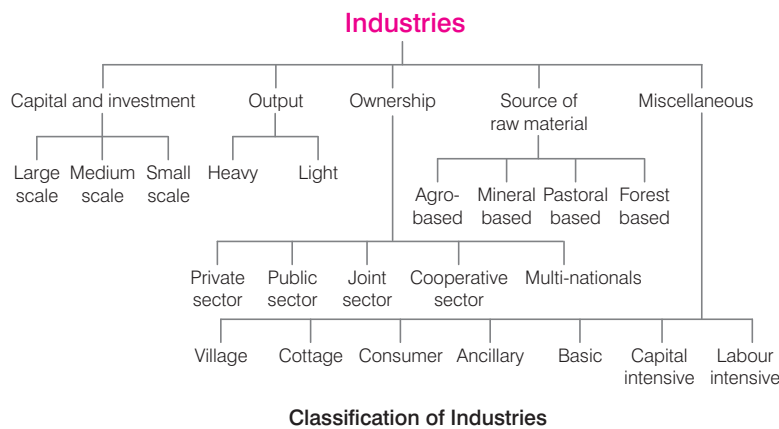 Industries
Capital and investment
Output
Ownership
Source of
raw material
Miscellaneous
Large
scale
Medium
scale
Small
scale
Heavy
Light
Agro-
based
Mineral
based
Pastoral
based
Forest
based
Private
sector
Public
sector
Joint
sector
Cooperative
sector
Multi-nationals
Village
Cottage
Consumer
Ancillary
Basic
Capital
intensive
Labour
intensive
Classification of Industries